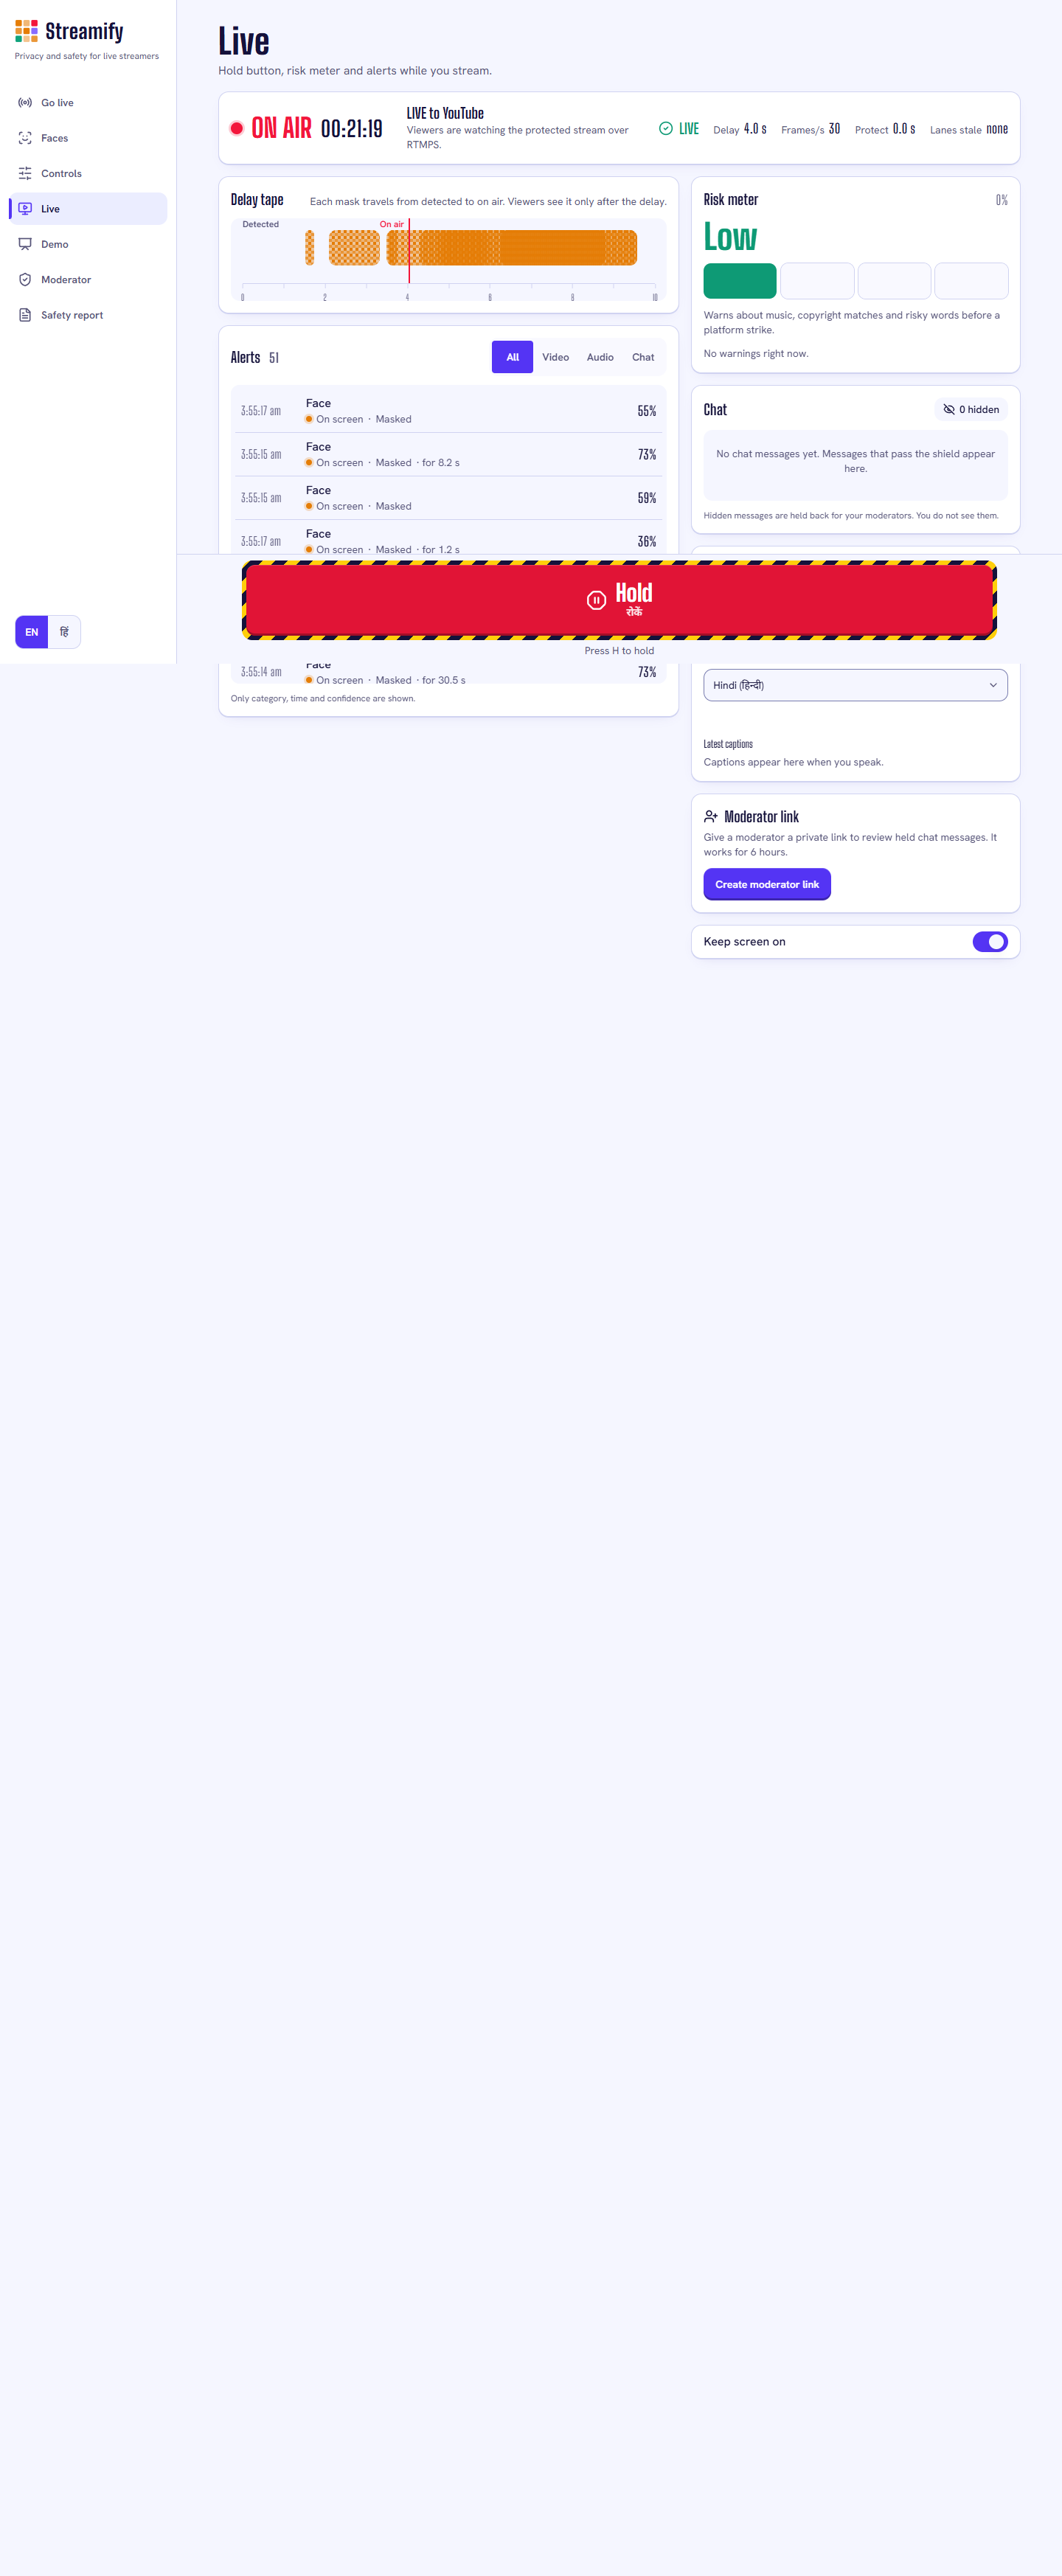 Streamify
Privacy and safety for live streamers
Go live
Faces
Controls
Live
Demo
Moderator
Safety report
EN
हिं
Live
Hold button, risk meter and alerts while you stream.
ON AIR 00:21:19
LIVE to YouTube
Viewers are watching the protected stream over
RTMPS.
LIVE Delay 4.0 s Frames/s 30 Protect 0.0 s Lanes stale none
Delay tape
Each mask travels from detected to on air. Viewers see it only after the delay.
Detected
On air
0 2 4 6 8 10
Alerts 51
All Video Audio Chat
3:55:17 am
Face
On screen · Masked
55%
3:55:15 am
Face
On screen · Masked · for 8.2 s
73%
3:55:15 am
Face
On screen · Masked
59%
3:55:17 am
Face
On screen · Masked · for 1.2 s
36%
Hold
रोकें
Press H to hold
3:55:14 am
Face
On screen · Masked · for 30.5 s
73%
Only category, time and confidence are shown.
Risk meter
0%
Low
Warns about music, copyright matches and risky words before a
platform strike.
No warnings right now.
Chat
0 hidden
No chat messages yet. Messages that pass the shield appear
here.
Hidden messages are held back for your moderators. You do not see them.
Hindi (हिन्दी)
Latest captions
Captions appear here when you speak.
Moderator link
Give a moderator a private link to review held chat messages. It
works for 6 hours.
Create moderator link
Keep screen on